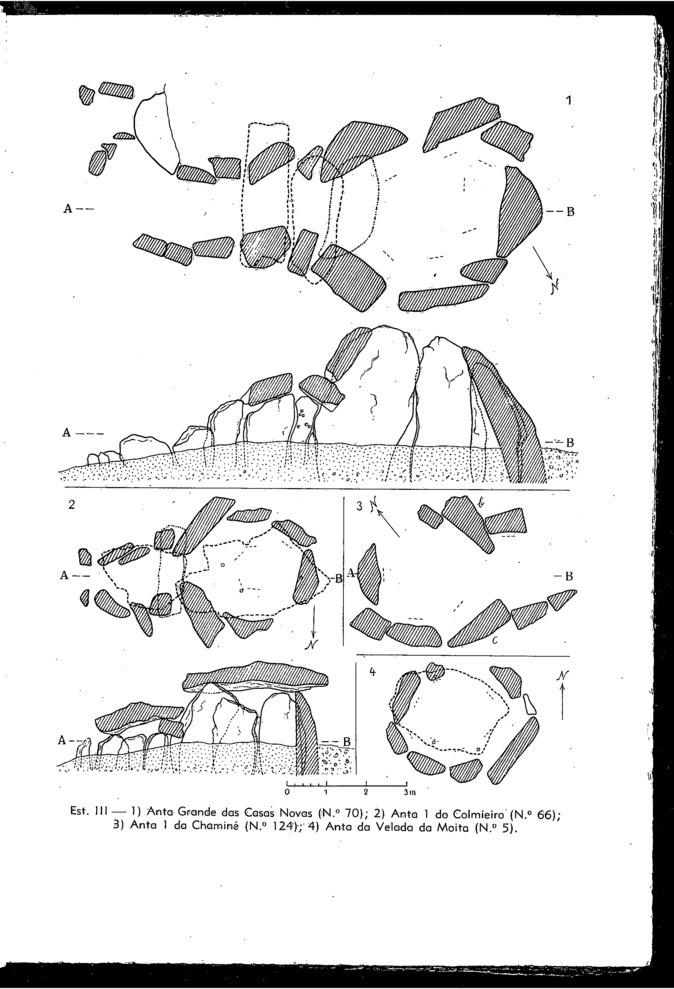 1
A
B
N
A
B
2
A
B
N
3
N
b
A
B
c
4
N
A
B
0 1 2 3m
Est. III — 1) Anta Grande das Casas Novas (N.º 70); 2) Anta 1 do Colmieiro (N.º 66);
3) Anta 1 da Chaminé (N.º 124); 4) Anta da Velada da Moita (N.º 5).